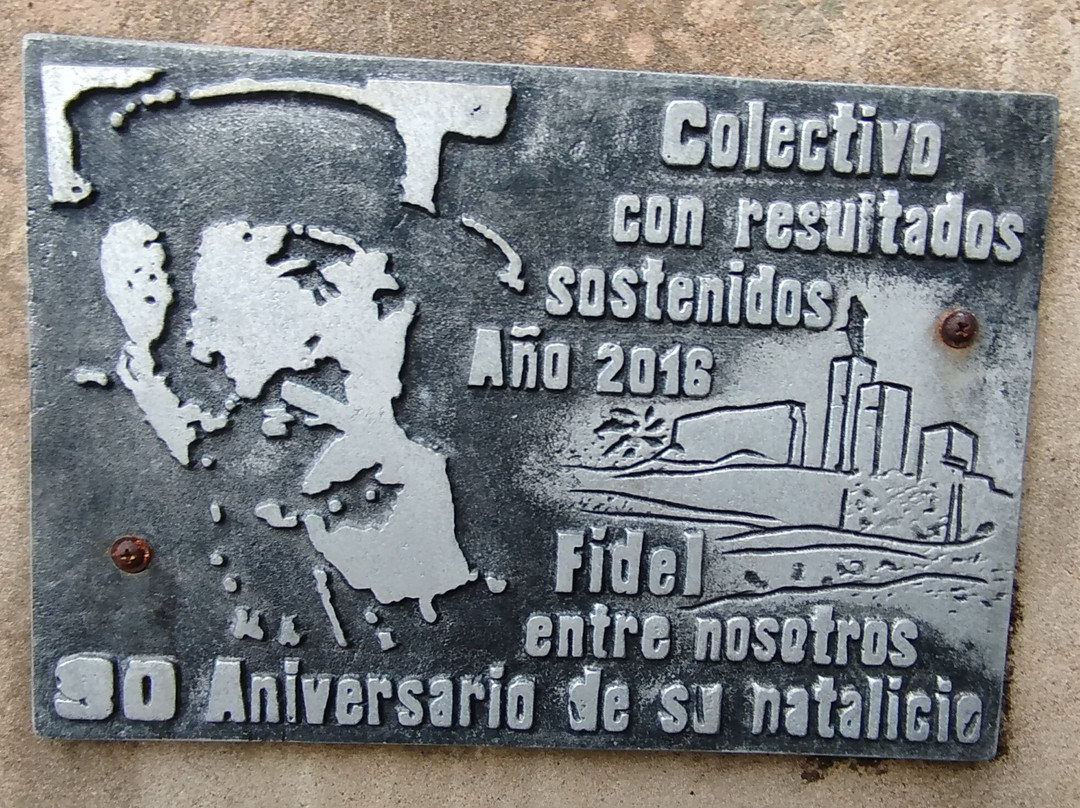 Colectivo
con resultados
sostenidos
Año 2016
Fidel
entre nosotros
90 Aniversario de su natalicio